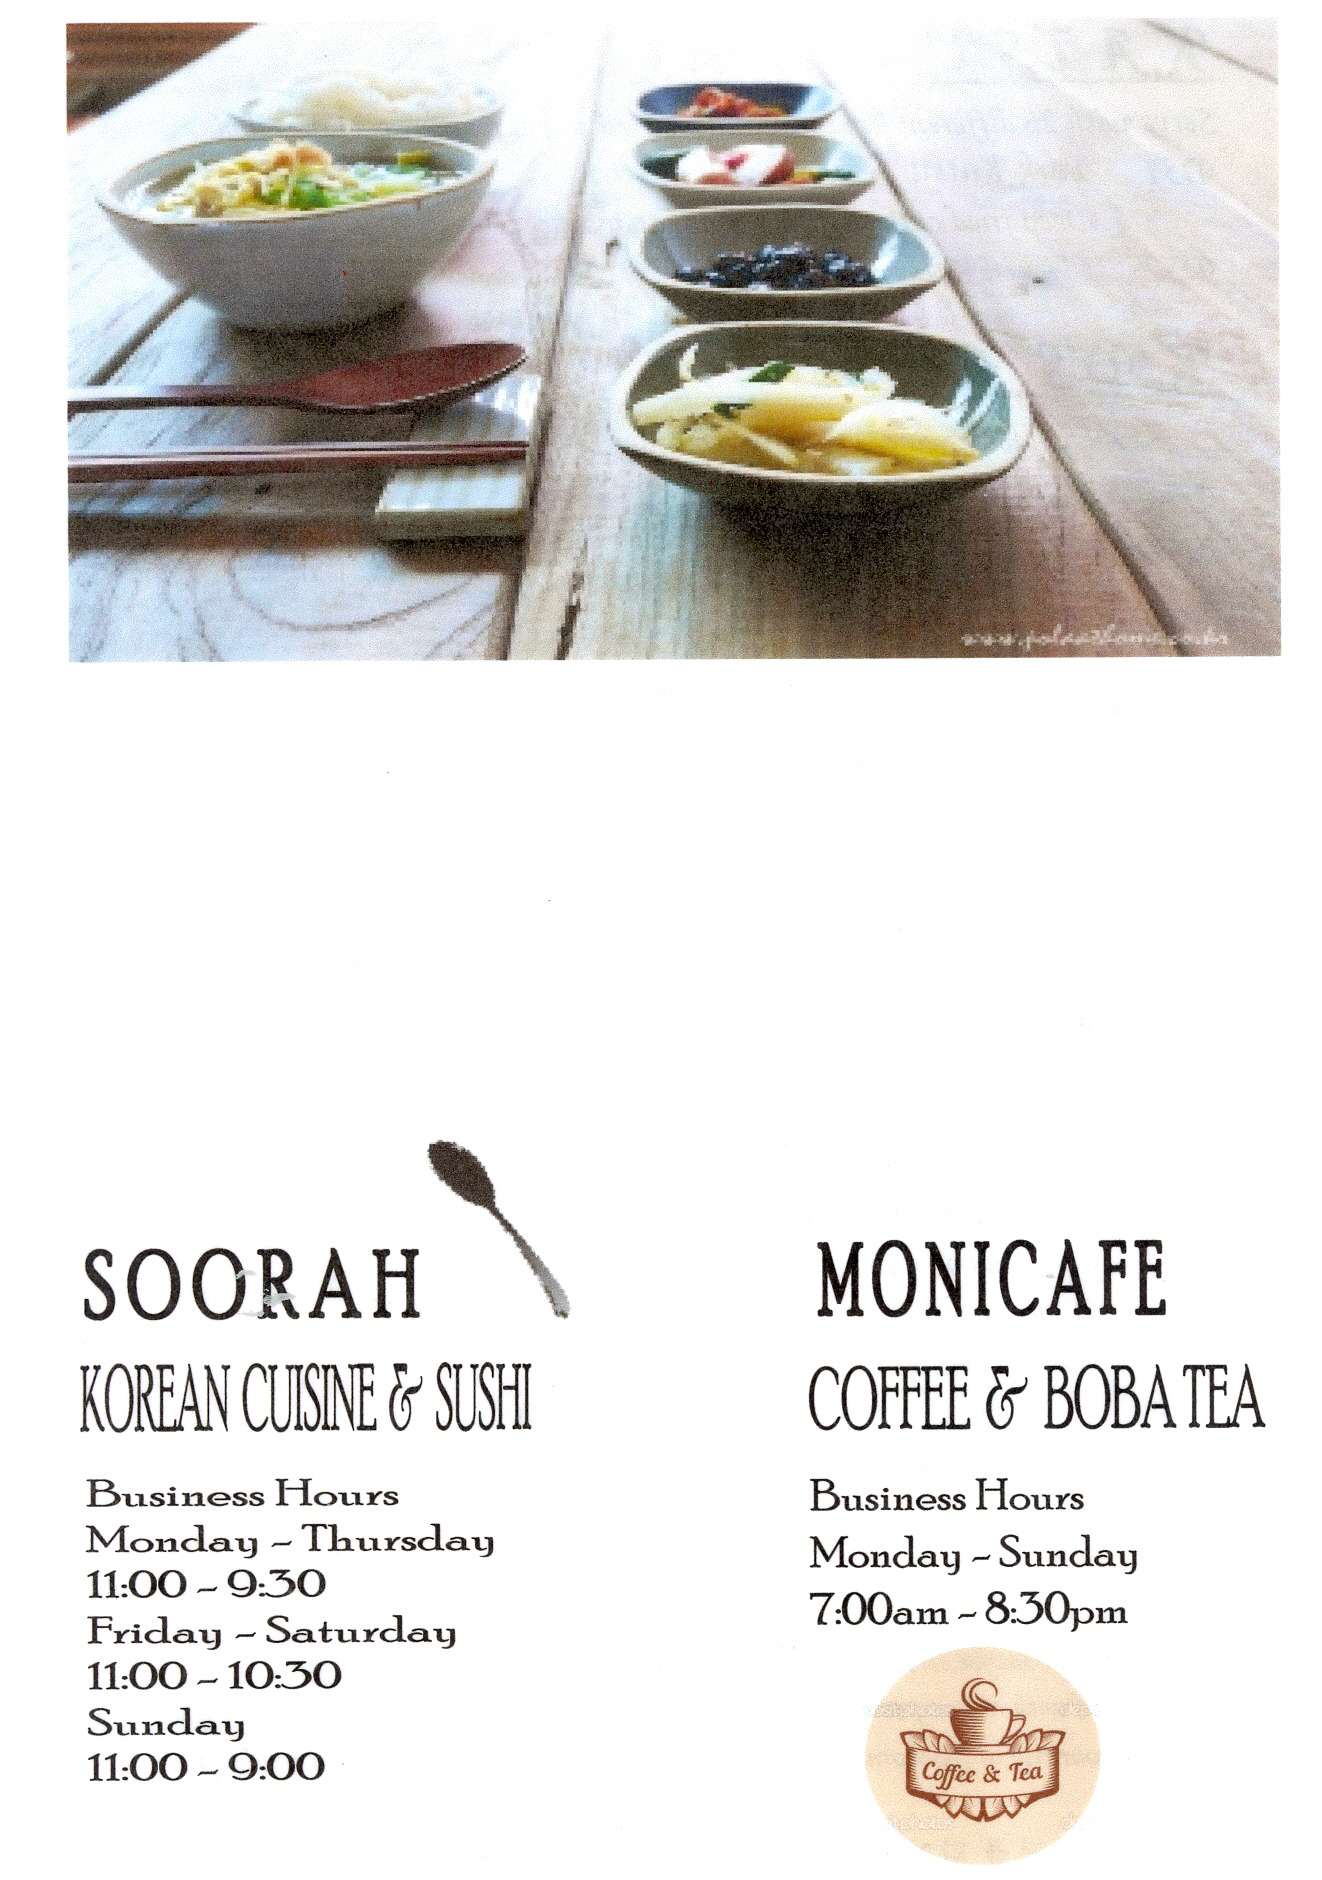 SOORAH
KOREAN CUISINE & SUSHI
Business Hours
Monday - Thursday
11:00 - 9:30
Friday - Saturday
11:00 - 10:30
Sunday
11:00 - 9:00
MONICAFE
COFFEE & BOBA TEA
Business Hours
Monday - Sunday
7:00am - 8:30pm
Coffee & Tea